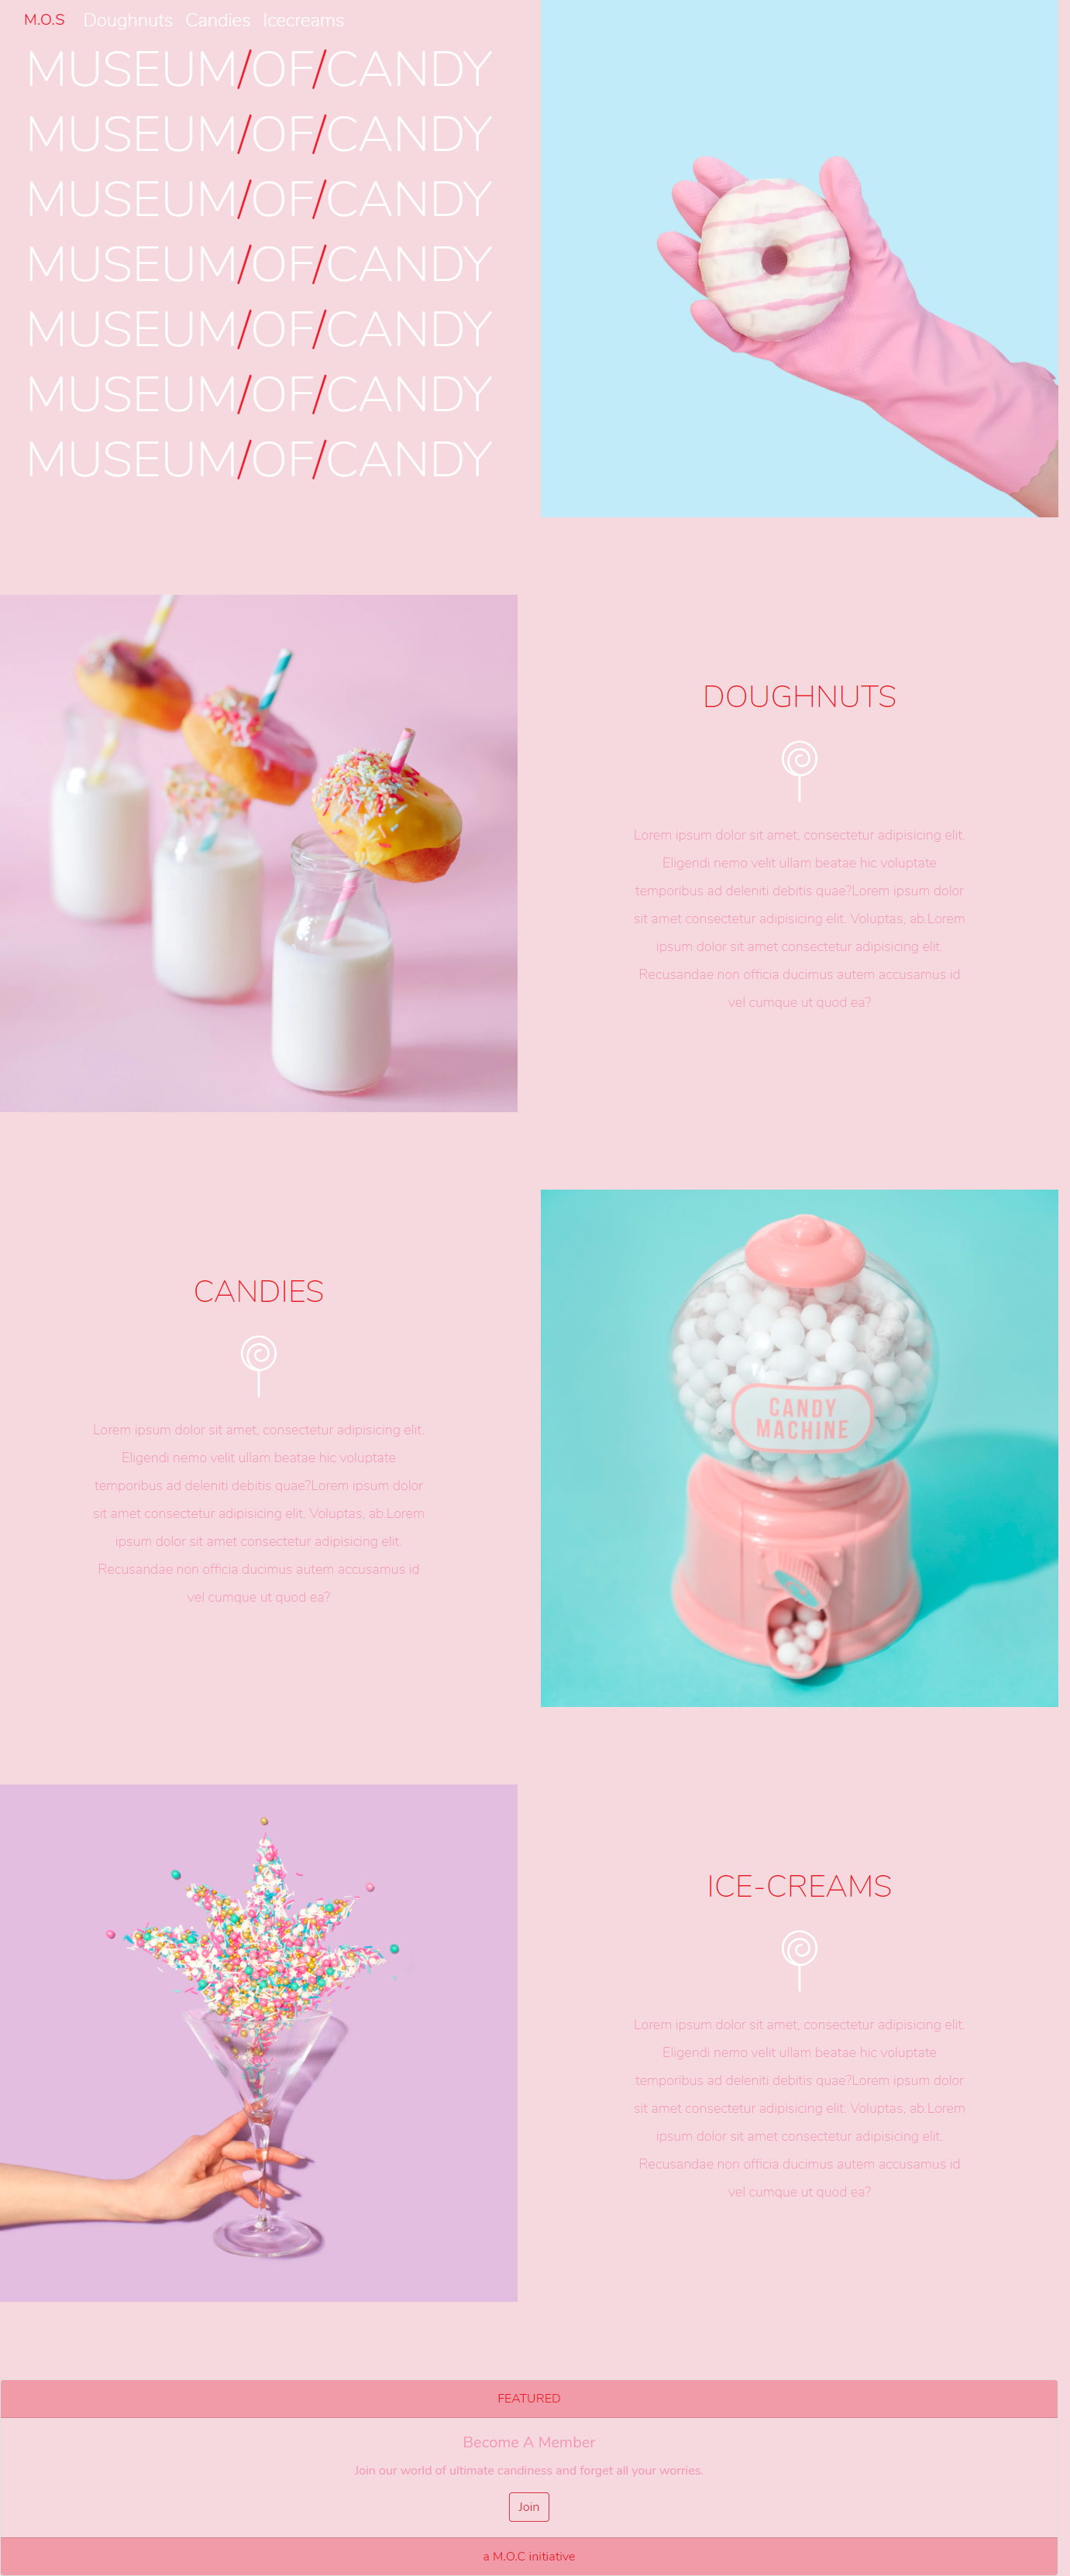 M.O.S Doughnuts Candies Icecreams
MUSEUM/OF/CANDY
MUSEUM/OF/CANDY
MUSEUM/OF/CANDY
MUSEUM/OF/CANDY
MUSEUM/OF/CANDY
MUSEUM/OF/CANDY
MUSEUM/OF/CANDY
DOUGHNUTS
Lorem ipsum dolor sit amet, consectetur adipisicing elit.
Eligendi nemo velit ullam beatae hic voluptate
temporibus ad deleniti debitis quae?Lorem ipsum dolor
sit amet consectetur adipisicing elit. Voluptas, ab.Lorem
ipsum dolor sit amet consectetur adipisicing elit.
Recusandae non officia ducimus autem accusamus id
vel cumque ut quod ea?
CANDIES
Lorem ipsum dolor sit amet, consectetur adipisicing elit.
Eligendi nemo velit ullam beatae hic voluptate
temporibus ad deleniti debitis quae?Lorem ipsum dolor
sit amet consectetur adipisicing elit. Voluptas, ab.Lorem
ipsum dolor sit amet consectetur adipisicing elit.
Recusandae non officia ducimus autem accusamus id
vel cumque ut quod ea?
CANDY
MACHINE
ICE-CREAMS
Lorem ipsum dolor sit amet, consectetur adipisicing elit.
Eligendi nemo velit ullam beatae hic voluptate
temporibus ad deleniti debitis quae?Lorem ipsum dolor
sit amet consectetur adipisicing elit. Voluptas, ab.Lorem
ipsum dolor sit amet consectetur adipisicing elit.
Recusandae non officia ducimus autem accusamus id
vel cumque ut quod ea?
FEATURED
Become A Member
Join our world of ultimate candiness and forget all your worries.
Join
a M.O.C initiative